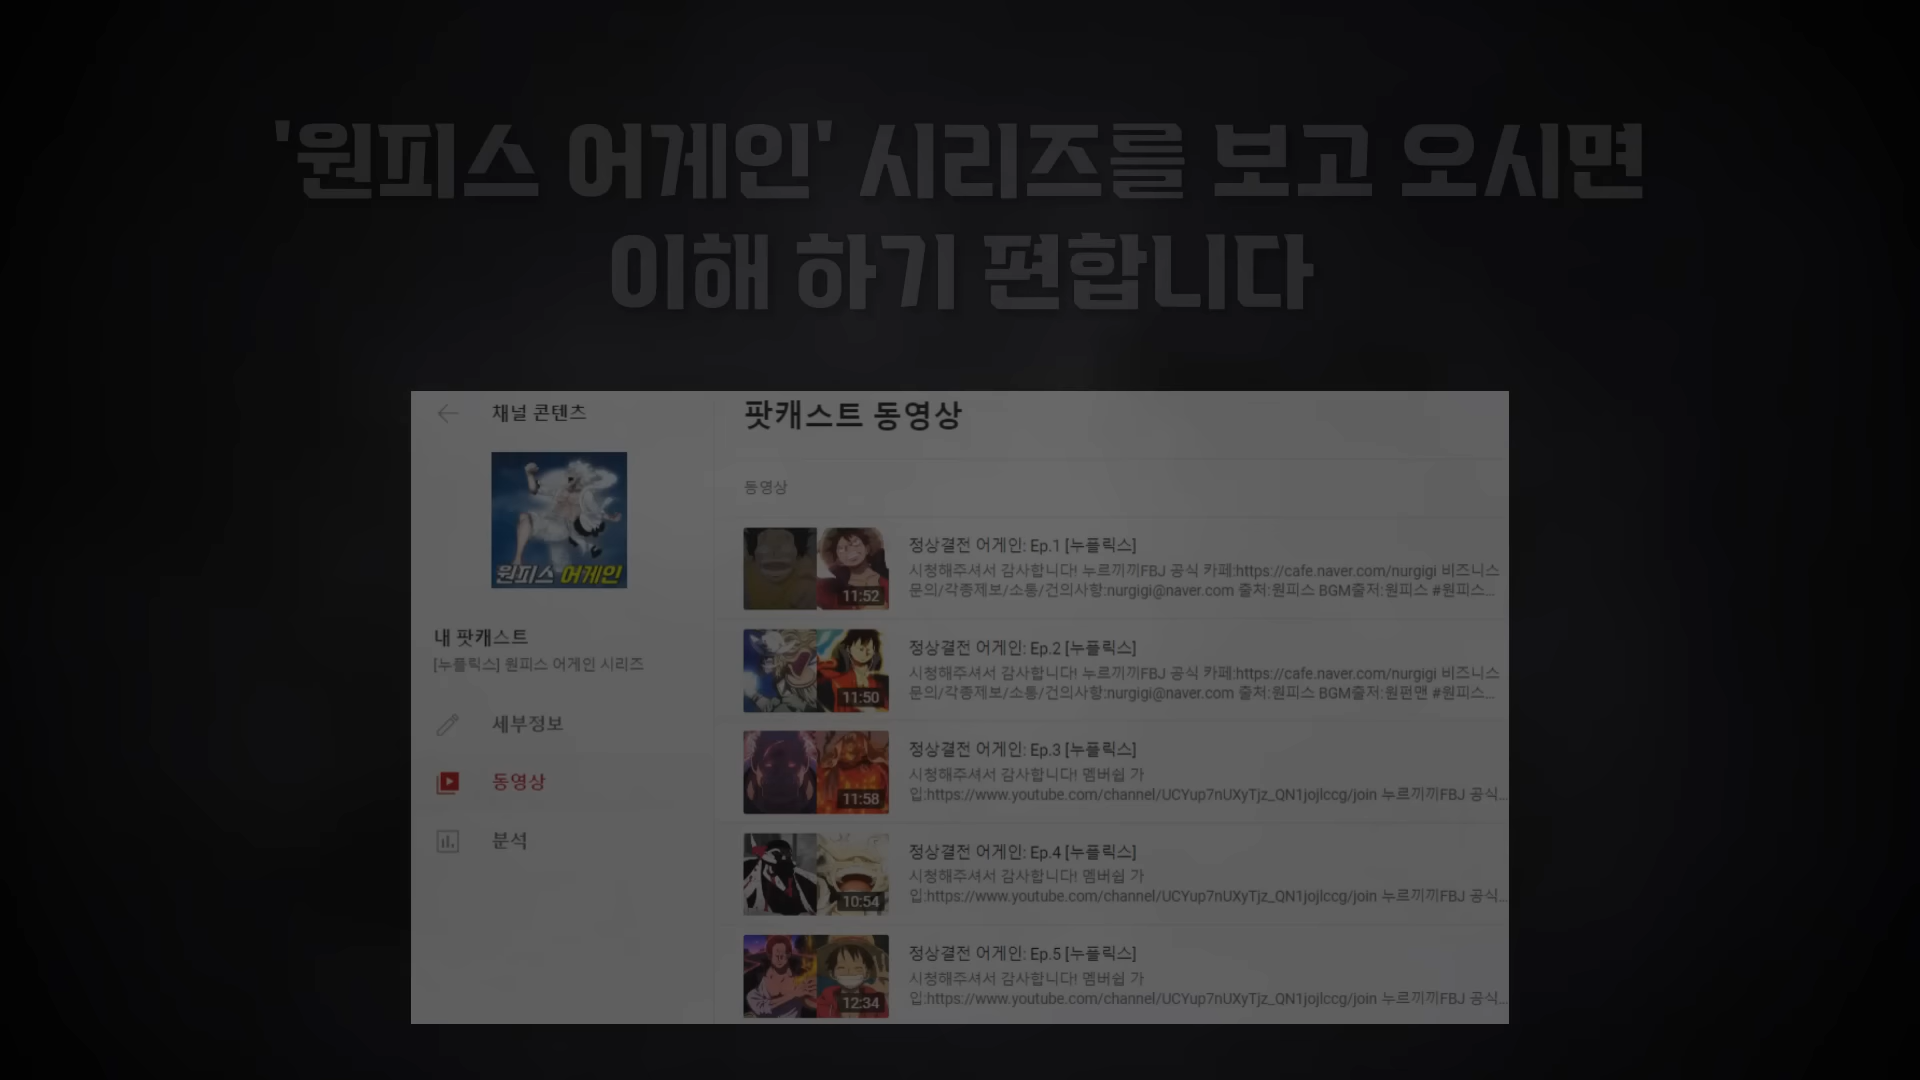 '원피스 어게인' 시리즈를 보고 오시면
이해 하기 편합니다
채널 콘텐츠
원피스 어게인
내 팟캐스트
[누플릭스] 원피스 어게인 시리즈
세부정보
동영상
분석
팟캐스트 동영상
동영상
11:52
정상결전 어게인: Ep.1 [누플릭스]
시청해주셔서 감사합니다! 누르끼끼FBJ 공식 카페:https://cafe.naver.com/nurgigi 비즈니스
문의/각종제보/소통/건의사항:nurgigi@naver.com 출처:원피스 BGM출처:원피스 #원피스...
11:50
정상결전 어게인: Ep.2 [누플릭스]
시청해주셔서 감사합니다! 누르끼끼FBJ 공식 카페:https://cafe.naver.com/nurgigi 비즈니스
문의/각종제보/소통/건의사항:nurgigi@naver.com 출처:원피스 BGM출저:원펀맨 #원피스...
11:58
정상결전 어게인: Ep.3 [누플릭스]
시청해주셔서 감사합니다! 멤버쉽 가
입:https://www.youtube.com/channel/UCYup7nUXyTjz_QN1jojlccg/join 누르끼끼FBJ 공식...
10:54
정상결전 어게인: Ep.4 [누플릭스]
시청해주셔서 감사합니다! 멤버쉽 가
입:https://www.youtube.com/channel/UCYup7nUXyTjz_QN1jojlccg/join 누르끼끼FBJ 공식...
12:34
정상결전 어게인: Ep.5 [누플릭스]
시청해주셔서 감사합니다! 멤버쉽 가
입:https://www.youtube.com/channel/UCYup7nUXyTjz_QN1jojlccg/join 누르끼끼FBJ 공식...